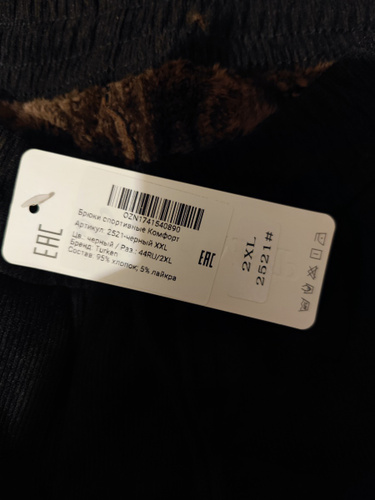 OZN1741540890
Брюки спортивные Комфорт
Артикул: 2521-черный XXL
Цв.: черный / Раз.: 44RU/2XL
Бренд: Turken
Состав: 95% хлопок; 5% лайкра
EAC
EAC
2XL
2521#